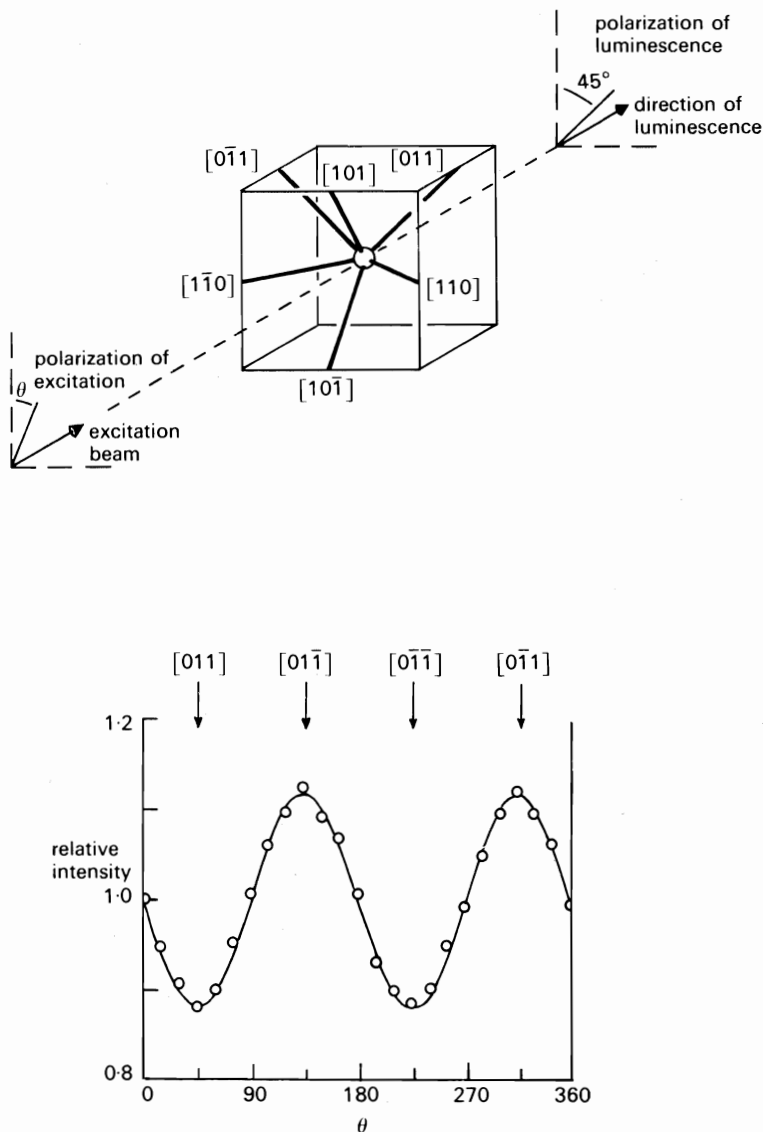 polarization of
luminescence
45°
direction of
luminescence
[01̄1]
[101]
[011]
[11̄0]
[110]
[101̄]
polarization of
excitation
θ
excitation
beam
[011]
[011̄]
[01̄1̄]
[01̄1]
1·2
relative
intensity
1·0
0·8
0
90
180
270
360
θ